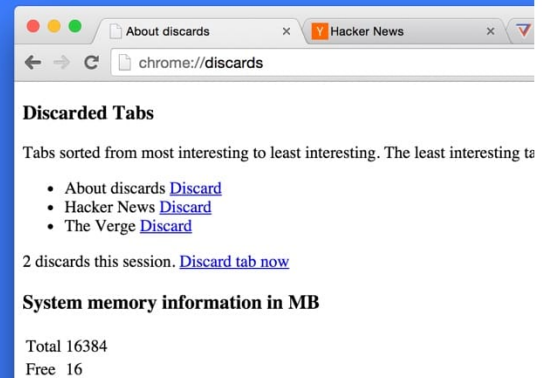 About discards
Y Hacker News
chrome://discards
Discarded Tabs
Tabs sorted from most interesting to least interesting. The least interesting
About discards Discard
Hacker News Discard
The Verge Discard
2 discards this session. Discard tab now
System memory information in MB
Total 16384
Free 16